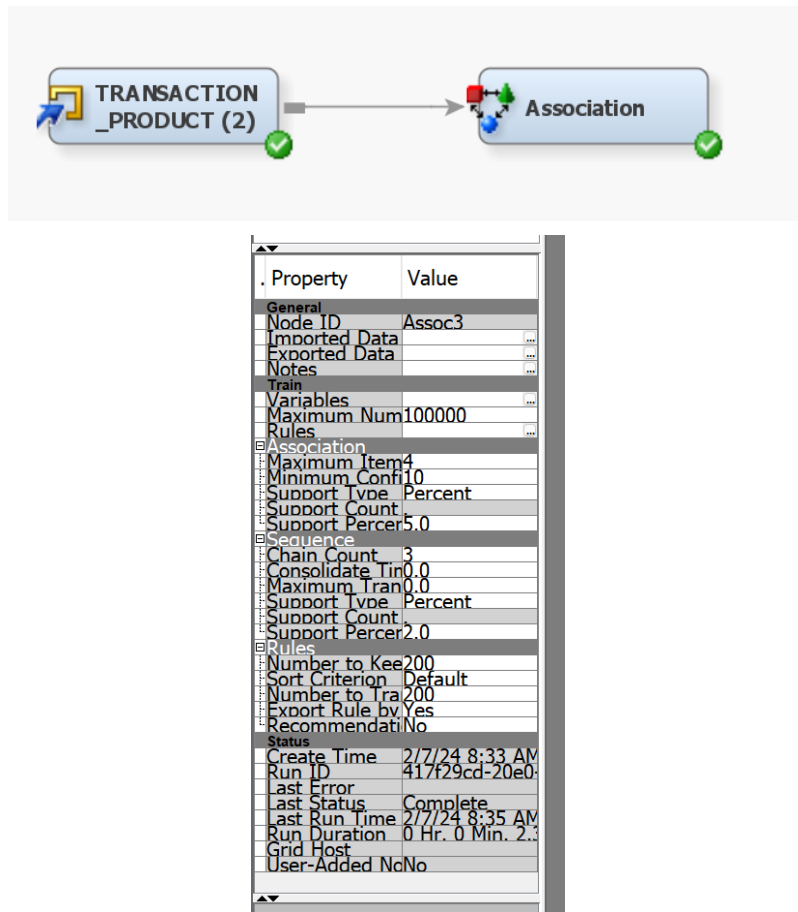 TRANSACTION
_PRODUCT (2)
Association
. Property Value
General
Node ID Assoc3
Imported Data ...
Exported Data ...
Notes ...
Train
Variables ...
Maximum Num 100000
Rules ...
Association
Maximum Item 4
Minimum Confi 10
Support Type Percent
Support Count .
Support Percer 5.0
Sequence
Chain Count 3
Consolidate Tin 0.0
Maximum Tran 0.0
Support Type Percent
Support Count .
Support Percer 2.0
Rules
Number to Kee 200
Sort Criterion Default
Number to Tra 200
Export Rule by Yes
Recommendati No
Status
Create Time 2/7/24 8:33 AM
Run ID 417f29cd-20e0-
Last Error
Last Status Complete
Last Run Time 2/7/24 8:35 AM
Run Duration 0 Hr. 0 Min. 2.3
Grid Host
User-Added No No